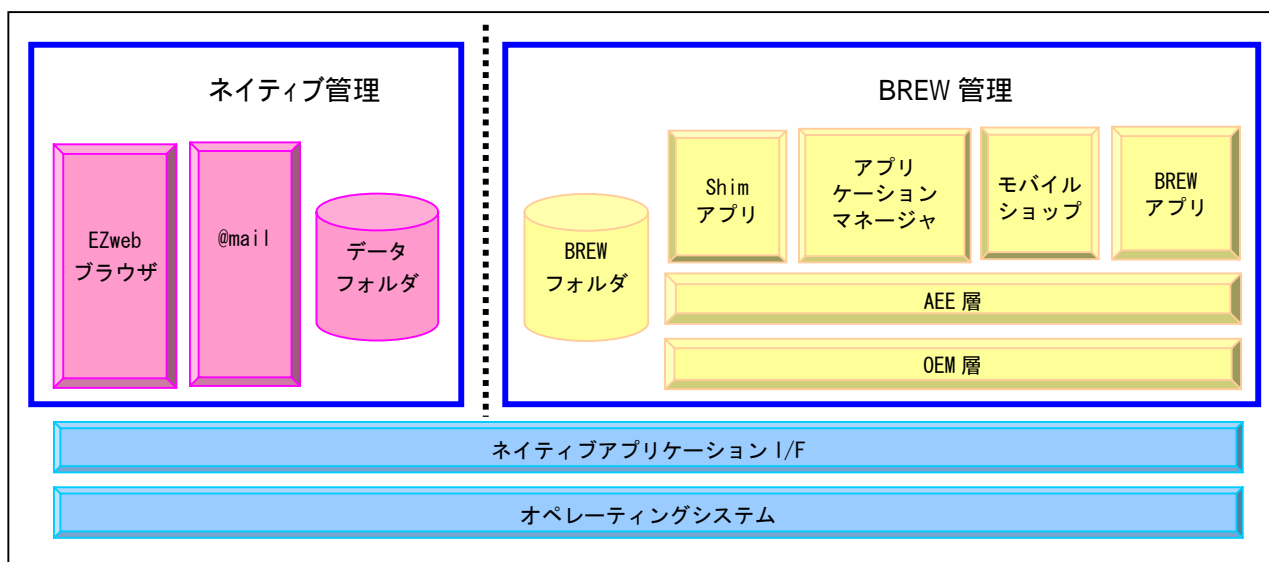 ネイティブ管理
EZweb
ブラウザ
@mail
データ
フォルダ
BREW 管理
BREW
フォルダ
Shim
アプリ
アプリ
ケーション
マネージャ
モバイル
ショップ
BREW
アプリ
AEE 層
OEM 層
ネイティブアプリケーション I/F
オペレーティングシステム